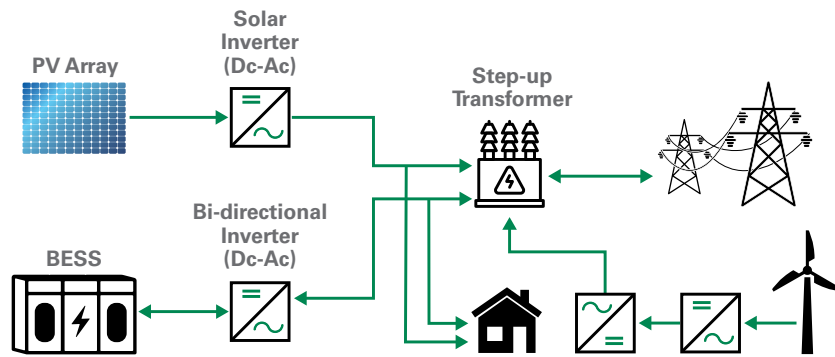 Solar
Inverter
(Dc-Ac)
PV Array
Step-up
Transformer
Bi-directional
Inverter
(Dc-Ac)
BESS